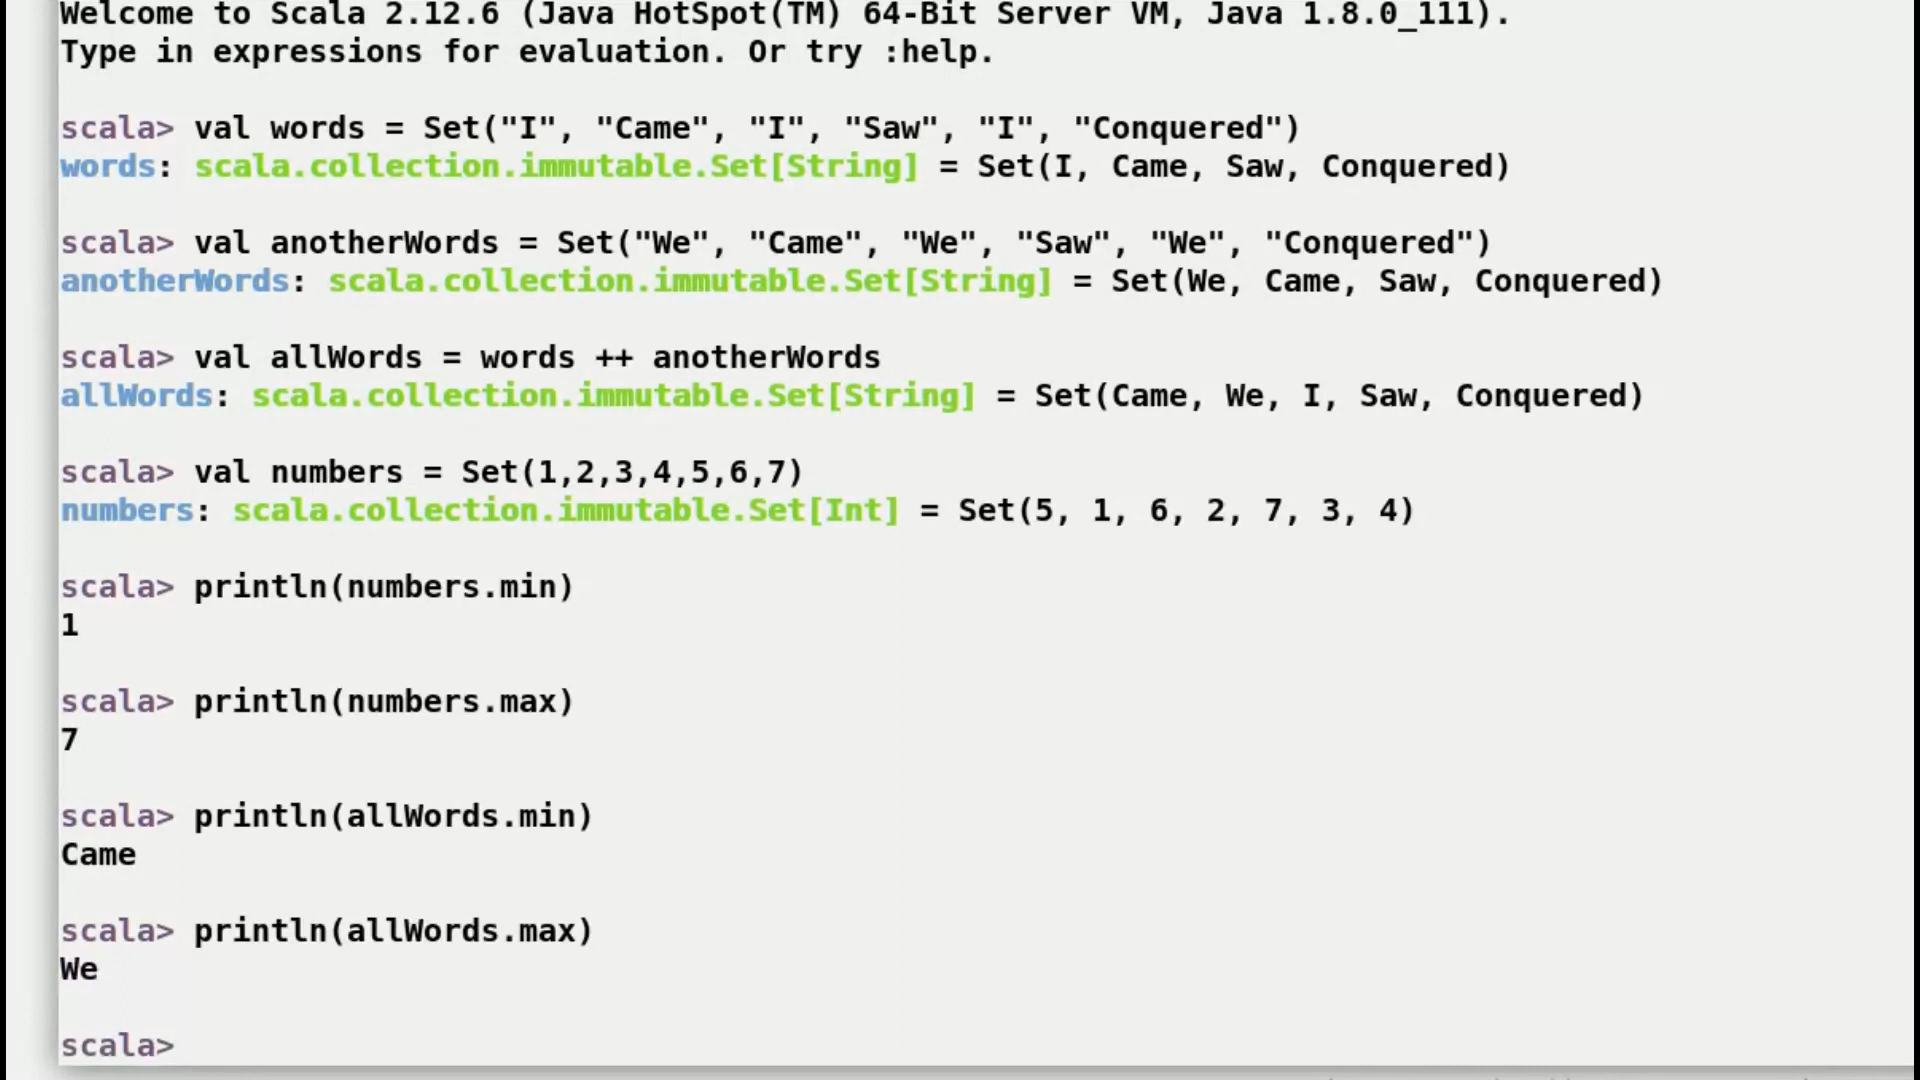 Welcome to Scala 2.12.6 (Java HotSpot(TM) 64-Bit Server VM, Java 1.8.0_111).
Type in expressions for evaluation. Or try :help.
scala> val words = Set("I", "Came", "I", "Saw", "I", "Conquered")
words: scala.collection.immutable.Set[String] = Set(I, Came, Saw, Conquered)
scala> val anotherWords = Set("We", "Came", "We", "Saw", "We", "Conquered")
anotherWords: scala.collection.immutable.Set[String] = Set(We, Came, Saw, Conquered)
scala> val allWords = words ++ anotherWords
allWords: scala.collection.immutable.Set[String] = Set(Came, We, I, Saw, Conquered)
scala> val numbers = Set(1,2,3,4,5,6,7)
numbers: scala.collection.immutable.Set[Int] = Set(5, 1, 6, 2, 7, 3, 4)
scala> println(numbers.min)
1
scala> println(numbers.max)
7
scala> println(allWords.min)
Came
scala> println(allWords.max)
We
scala>